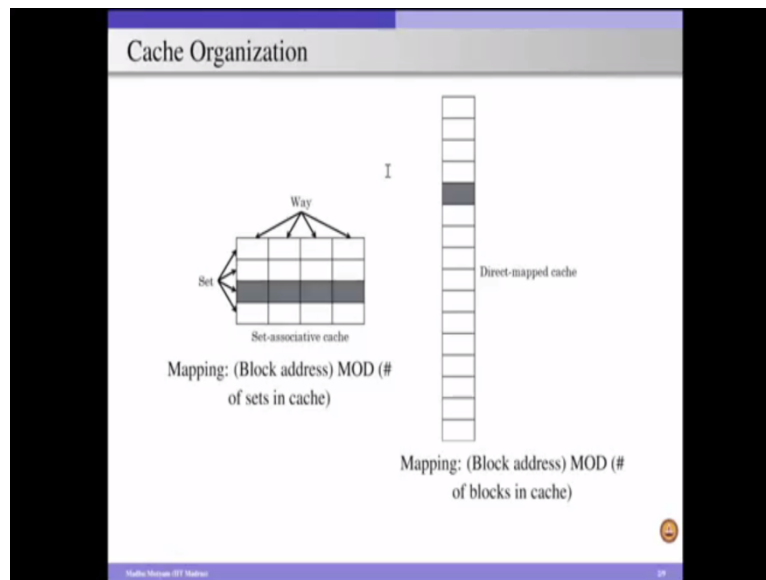 Cache Organization
Way
Set
Set-associative cache
Mapping: (Block address) MOD (#
of sets in cache)
Direct-mapped cache
Mapping: (Block address) MOD (#
of blocks in cache)